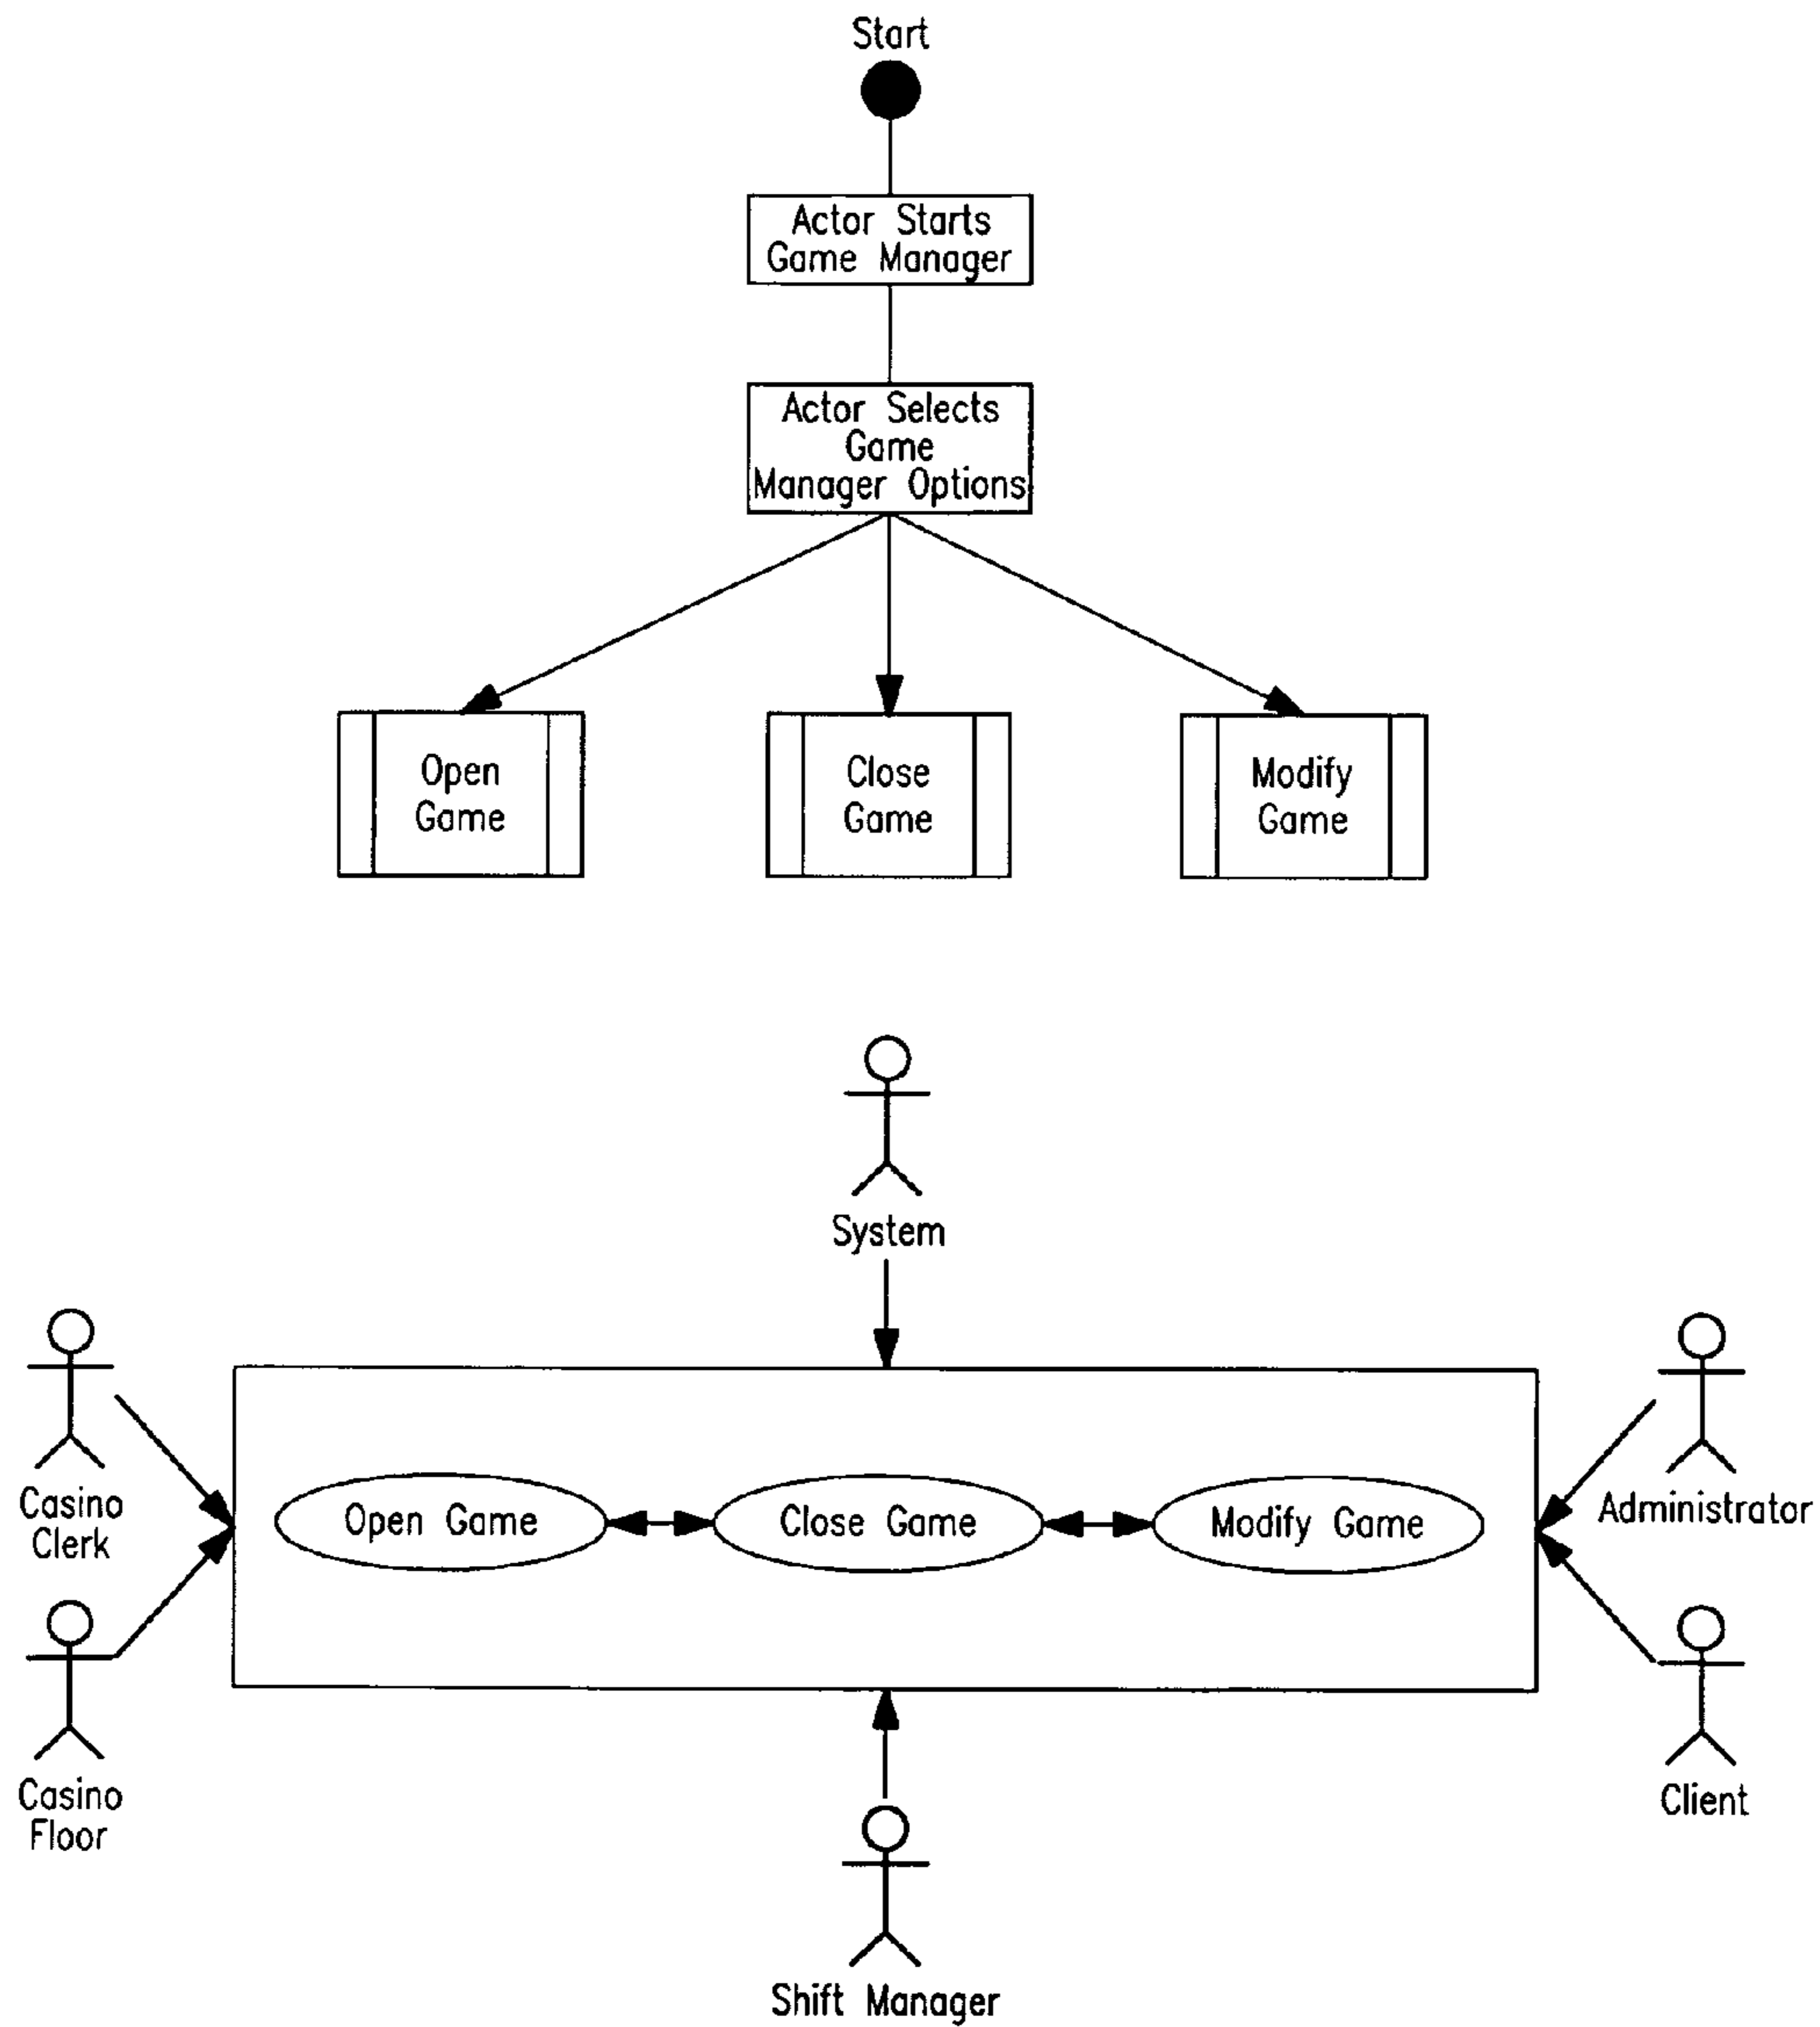 Start
Actor Starts
Game Manager
Actor Selects
Game
Manager Options
Open
Game
Close
Game
Modify
Game
System
Casino
Clerk
Administrator
Open Game
Close Game
Modify Game
Casino
Floor
Client
Shift Manager